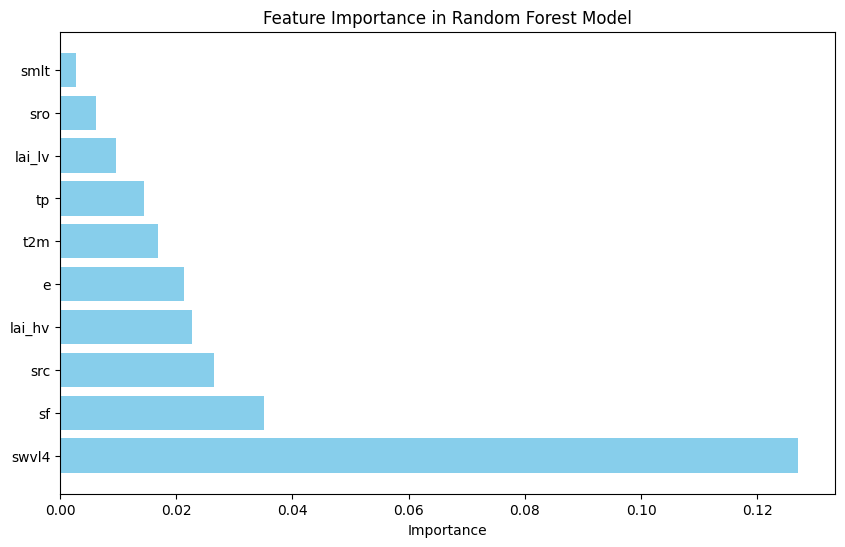 Feature Importance in Random Forest Model
smlt
sro
lai_lv
tp
t2m
e
lai_hv
src
sf
swvl4
0.00 0.02 0.04 0.06 0.08 0.10 0.12
Importance